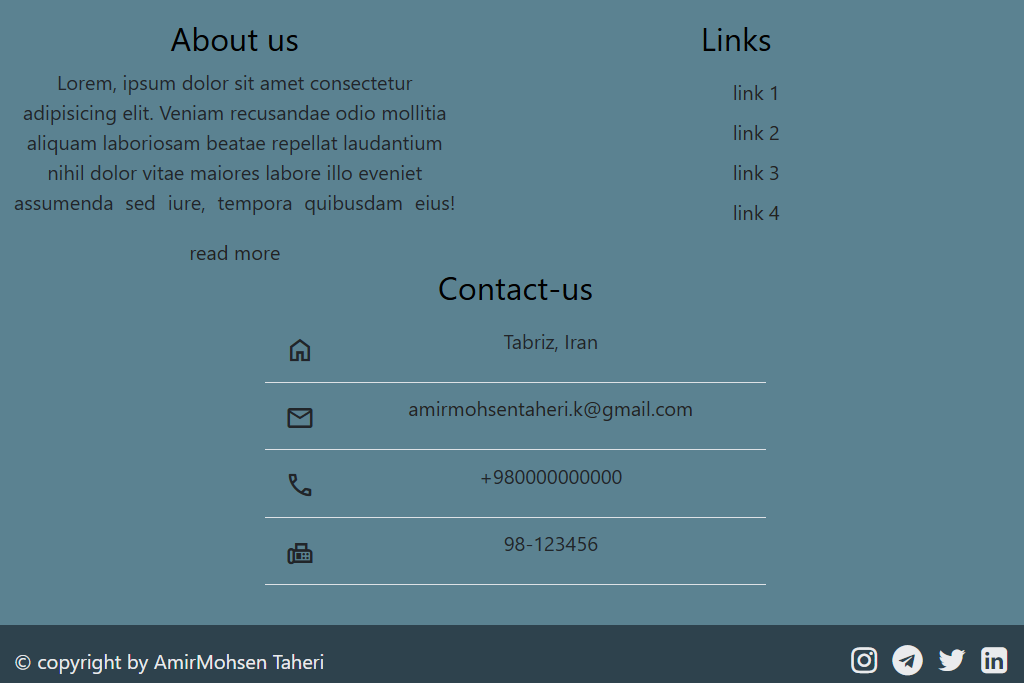 About us
Lorem, ipsum dolor sit amet consectetur
adipisicing elit. Veniam recusandae odio mollitia
aliquam laboriosam beatae repellat laudantium
nihil dolor vitae maiores labore illo eveniet
assumenda sed iure, tempora quibusdam eius!
read more
Links
link 1
link 2
link 3
link 4
Contact-us
Tabriz, Iran
amirmohsentaheri.k@gmail.com
+980000000000
98-123456
© copyright by AmirMohsen Taheri
in